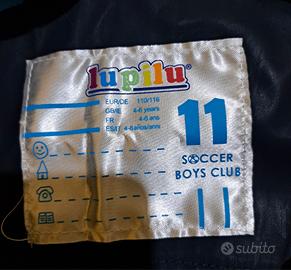 lupilu
EUR/DE 110/116
GB/IE 4-6 years
FR 4-6 ans
ES/IT 4-6 años/anni
11
SOCCER
BOYS CLUB
subito